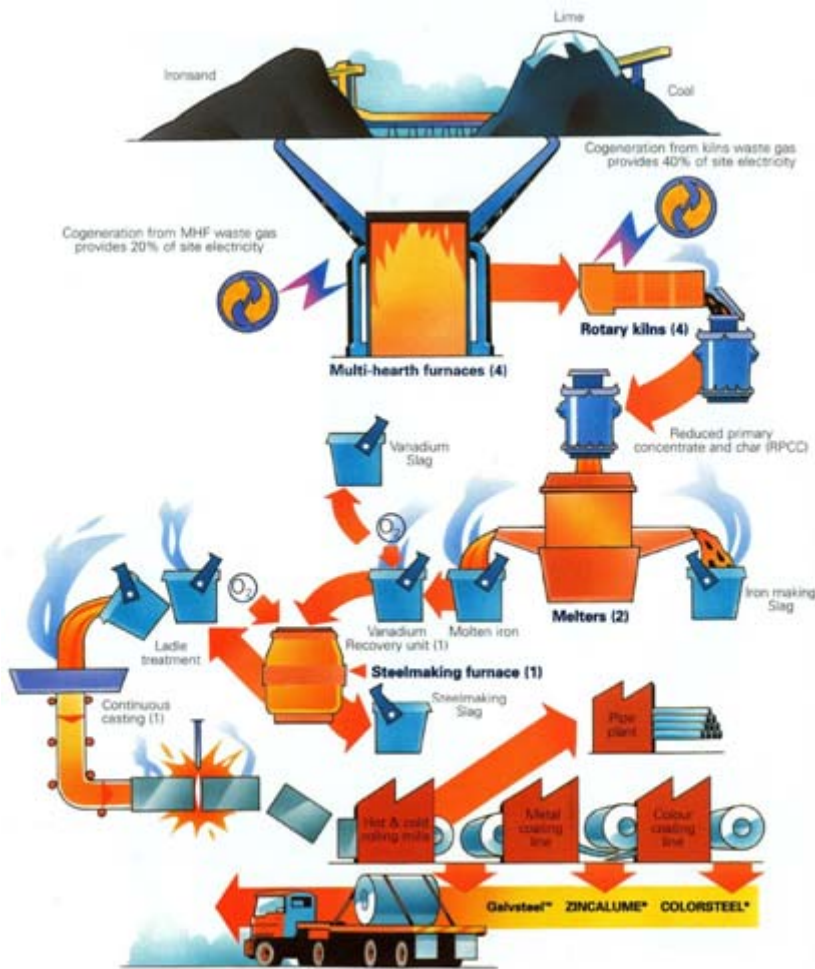 Lime
Ironsand
Coal
Cogeneration from kilns waste gas
provides 40% of site electricity
Cogeneration from MHF waste gas
provides 20% of site electricity
Rotary kilns (4)
Multi-hearth furnaces (4)
Reduced primary
concentrate and char (RPCC)
Vanadium
Slag
O2
Iron making
Slag
Melters (2)
Molten iron
Vanadium
Recovery unit (1)
O2
Ladle
treatment
Steelmaking furnace (1)
Steelmaking
Slag
Continuous
casting (1)
Pipe
plant
Hot & cold
rolling mills
Metal
coating
line
Colour
coating
line
Galvsteel™ ZINCALUME® COLORSTEEL®